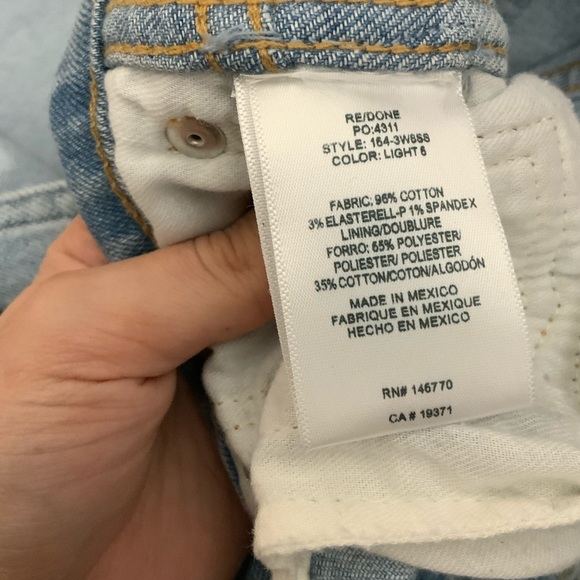 RE/DONE
PO:4311
STYLE: 164-3W6SS
COLOR: LIGHT 6
FABRIC: 96% COTTON
3% ELASTERELL-P 1% SPANDEX
LINING/DOUBLURE
FORRO: 65% POLYESTER/
POLIESTER/ POLIESTER
35% COTTON/COTON/ALGODÓN
MADE IN MEXICO
FABRIQUE EN MEXIQUE
HECHO EN MEXICO
RN# 146770
CA# 19371